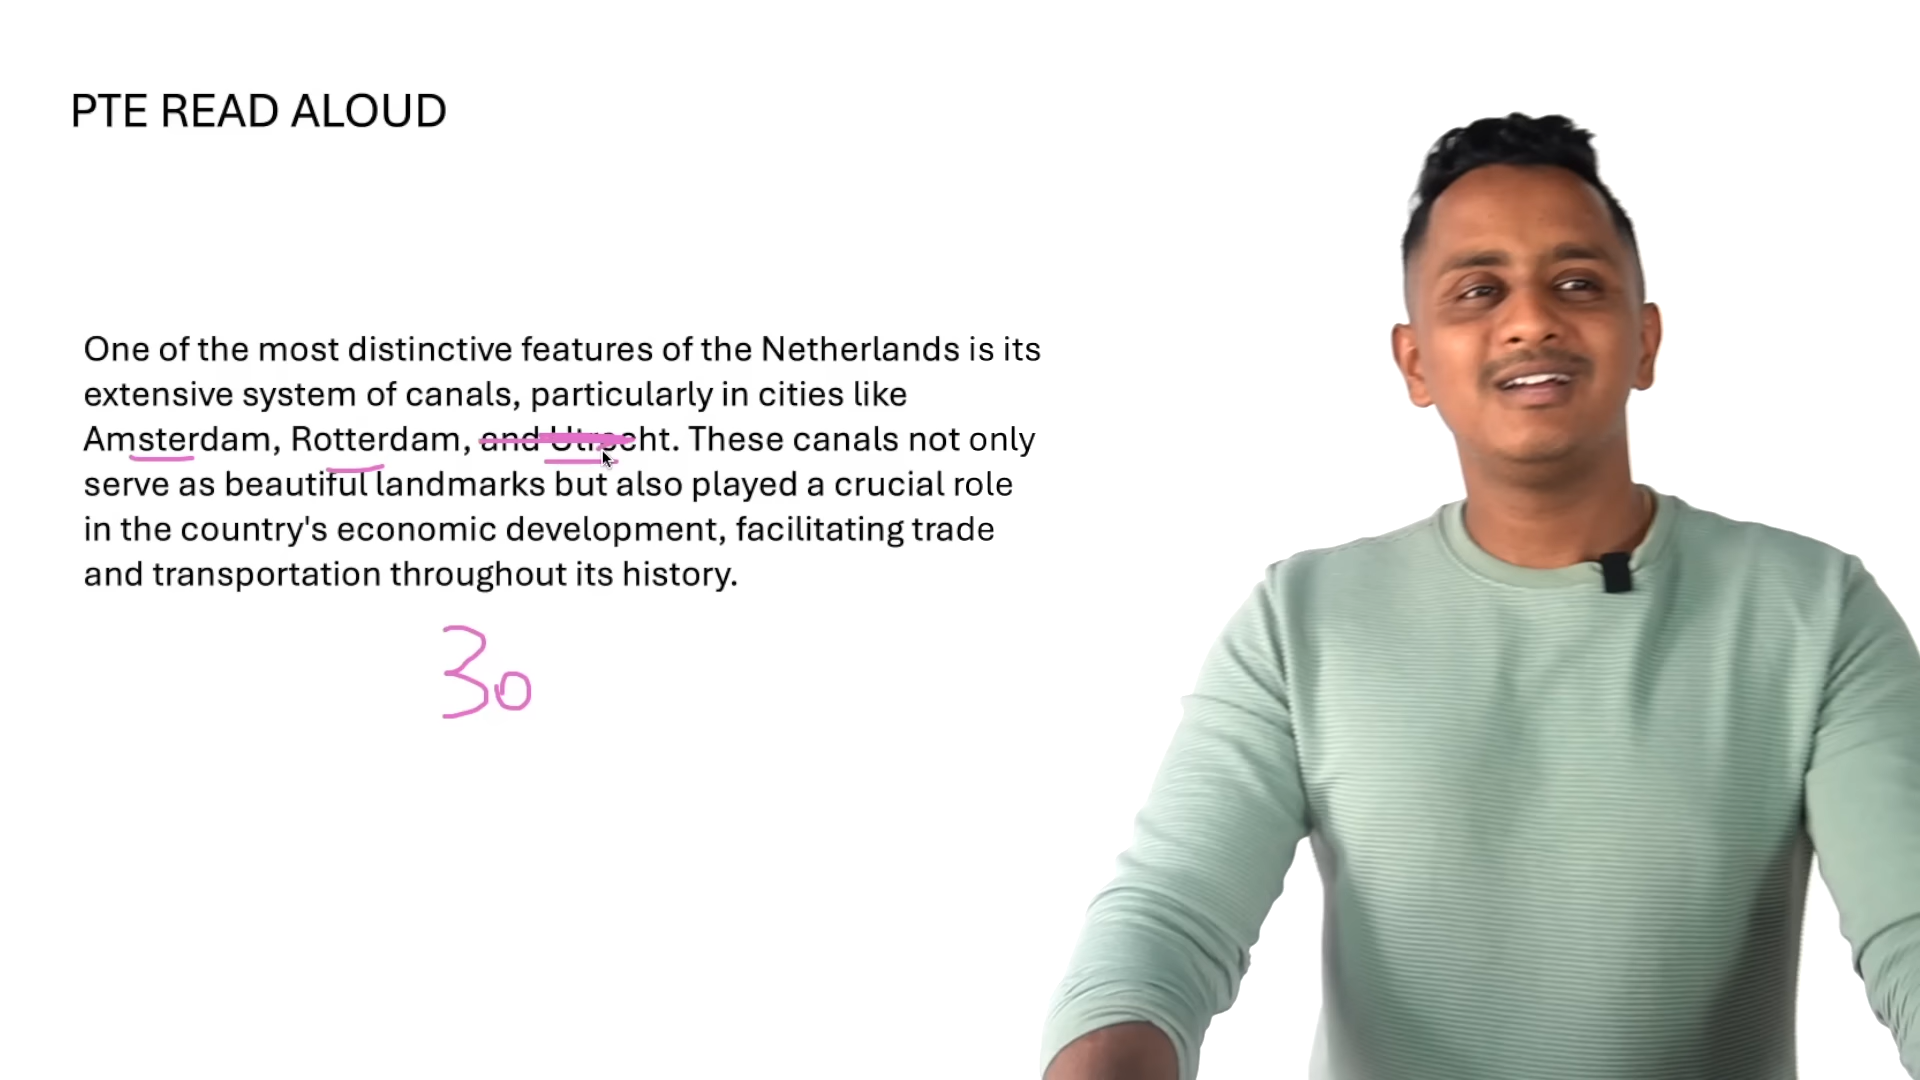 PTE READ ALOUD
One of the most distinctive features of the Netherlands is its
extensive system of canals, particularly in cities like
Amsterdam, Rotterdam, and Utrecht. These canals not only
serve as beautiful landmarks but also played a crucial role
in the country's economic development, facilitating trade
and transportation throughout its history.
30